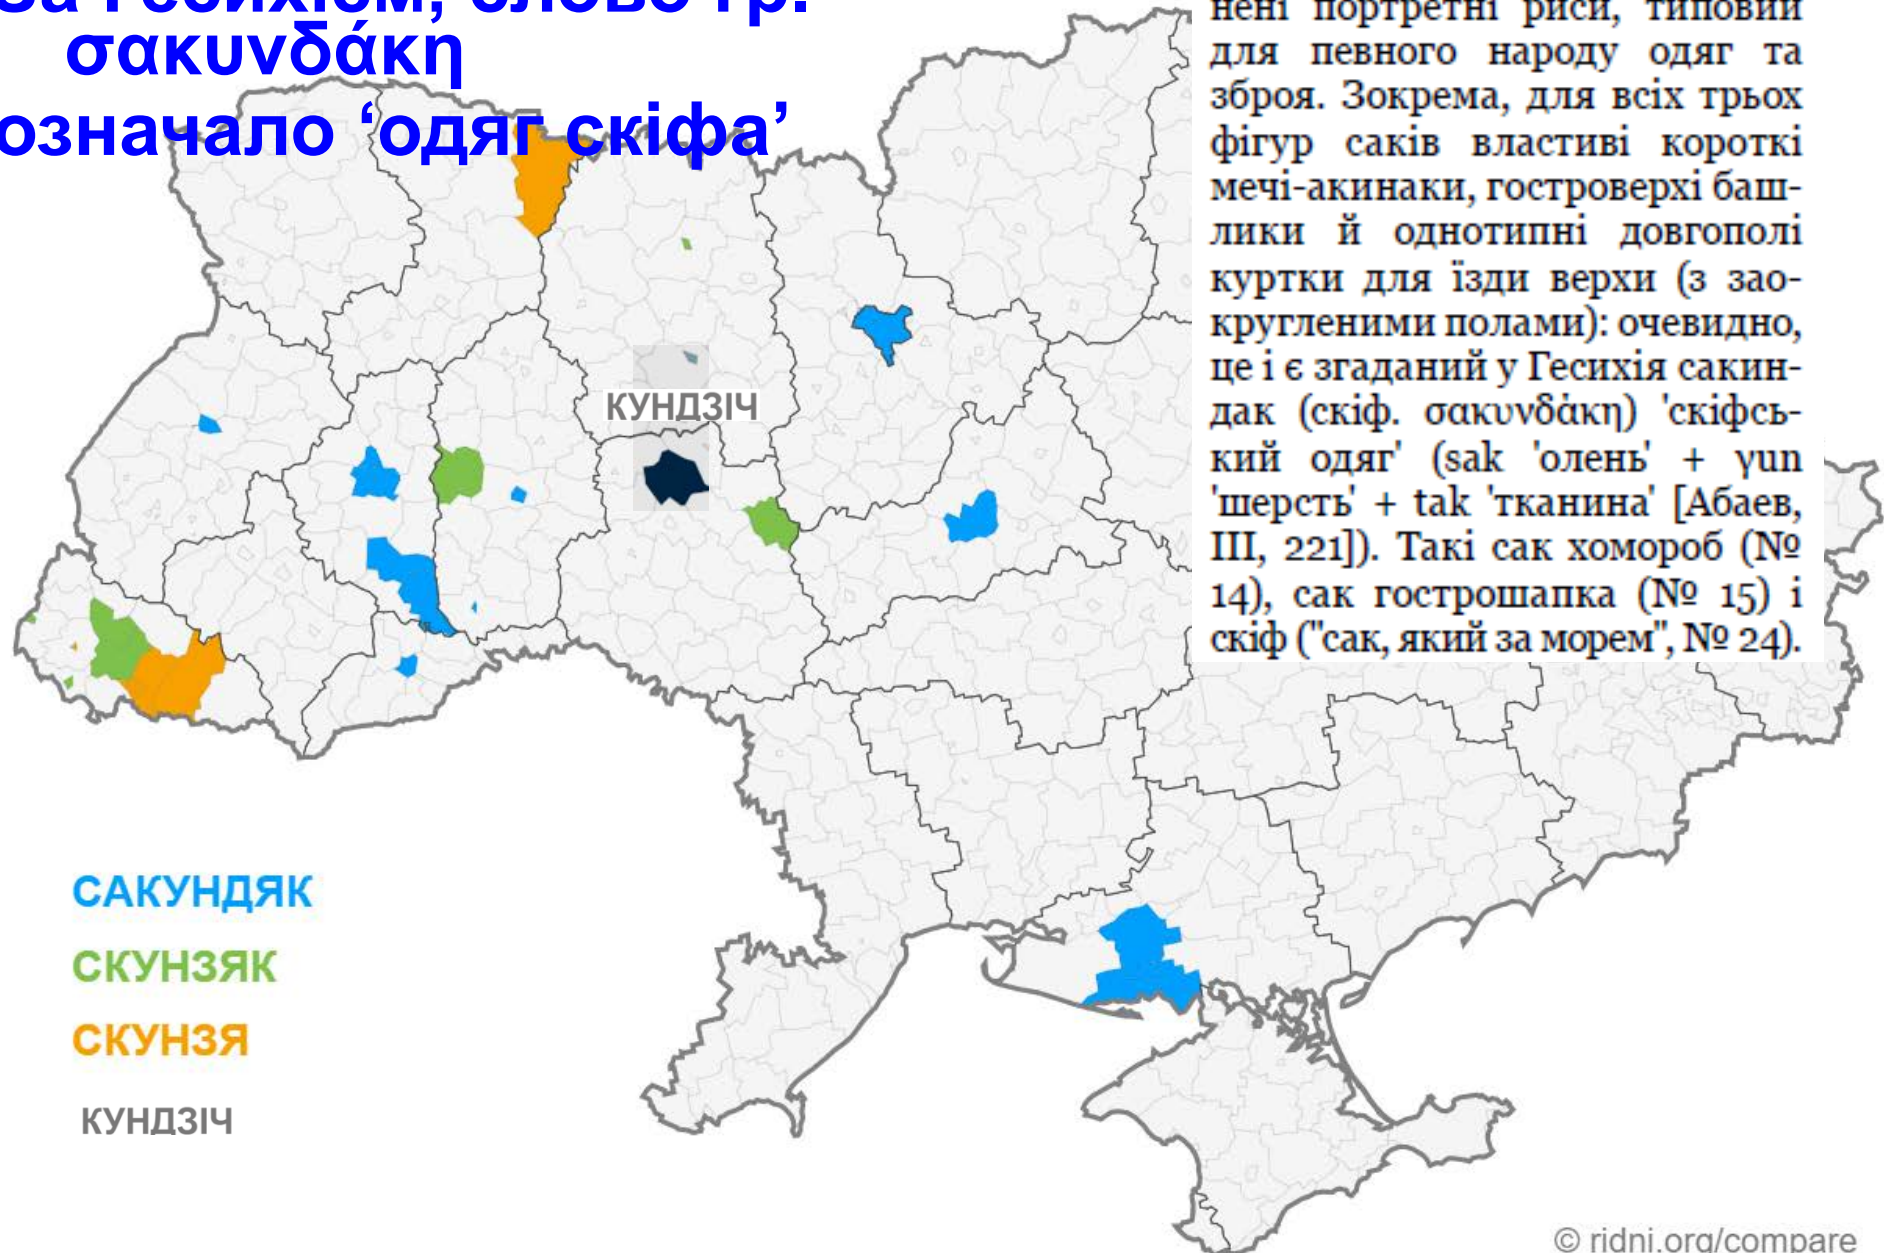 За Гесихієм, слово гр.
σακυνδάκη
означало ‘одяг скіфа’
нені портретні риси, типовий
для певного народу одяг та
зброя. Зокрема, для всіх трьох
фігур саків властиві короткі
мечі-акинаки, гостроверхі баш-
лики й однотипні довгополі
куртки для їзди верхи (з зао-
кругленими полами): очевидно,
це і є згаданий у Гесихія сакин-
дак (скіф. σακυνδάκη) 'скіфсь-
кий одяг' (sak 'олень' + γun
'шерсть' + tak 'тканина' [Абаев,
III, 221]). Такі сак хомороб (№
14), сак гострошапка (№ 15) і
скіф ("сак, який за морем", № 24).
КУНДЗІЧ
САКУНДЯК
СКУНЗЯК
СКУНЗЯ
КУНДЗІЧ
© ridni.org/compare